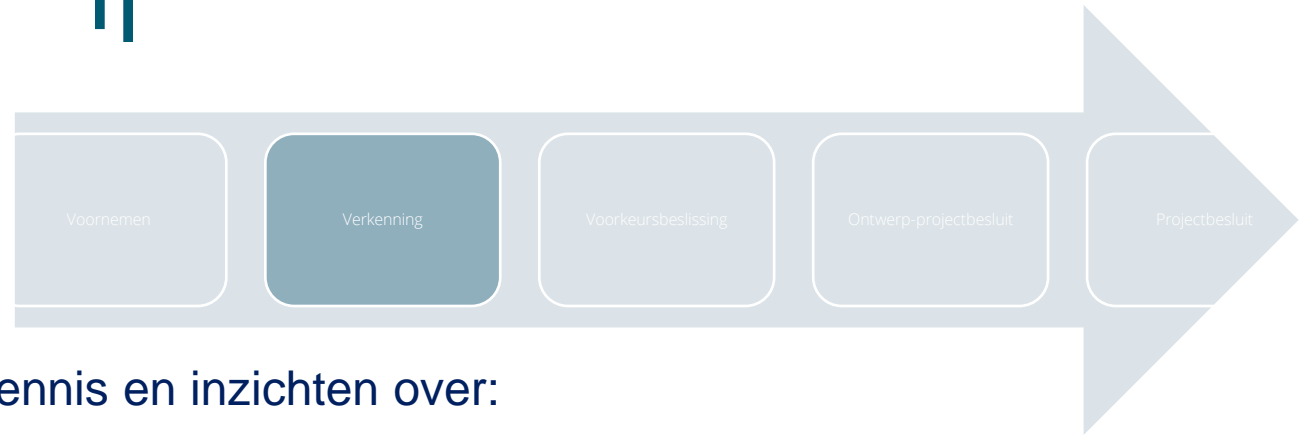 Voornemen
Verkenning
Voorkeursbeslissing
Ontwerp-projectbesluit
Projectbesluit
ennis en inzichten over: